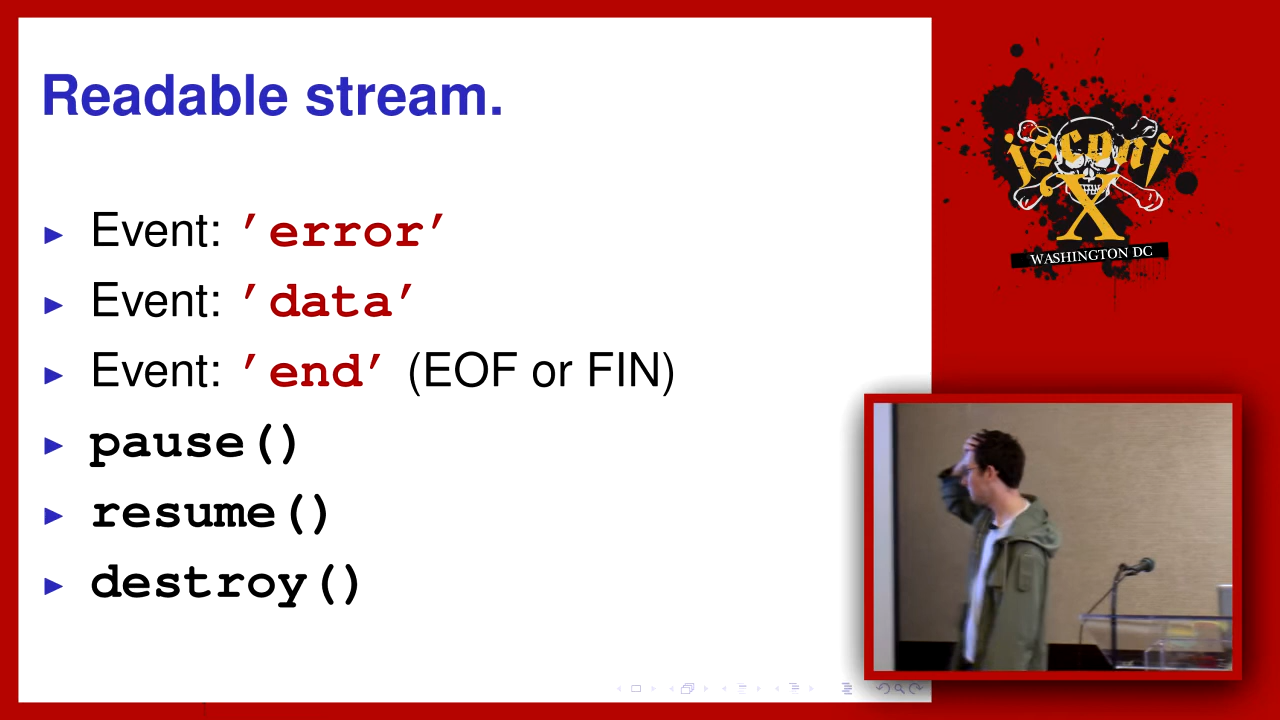 Readable stream.
▸ Event: ’error’
▸ Event: ’data’
▸ Event: ’end’ (EOF or FIN)
▸ pause()
▸ resume()
▸ destroy()
jsconf
X
WASHINGTON DC